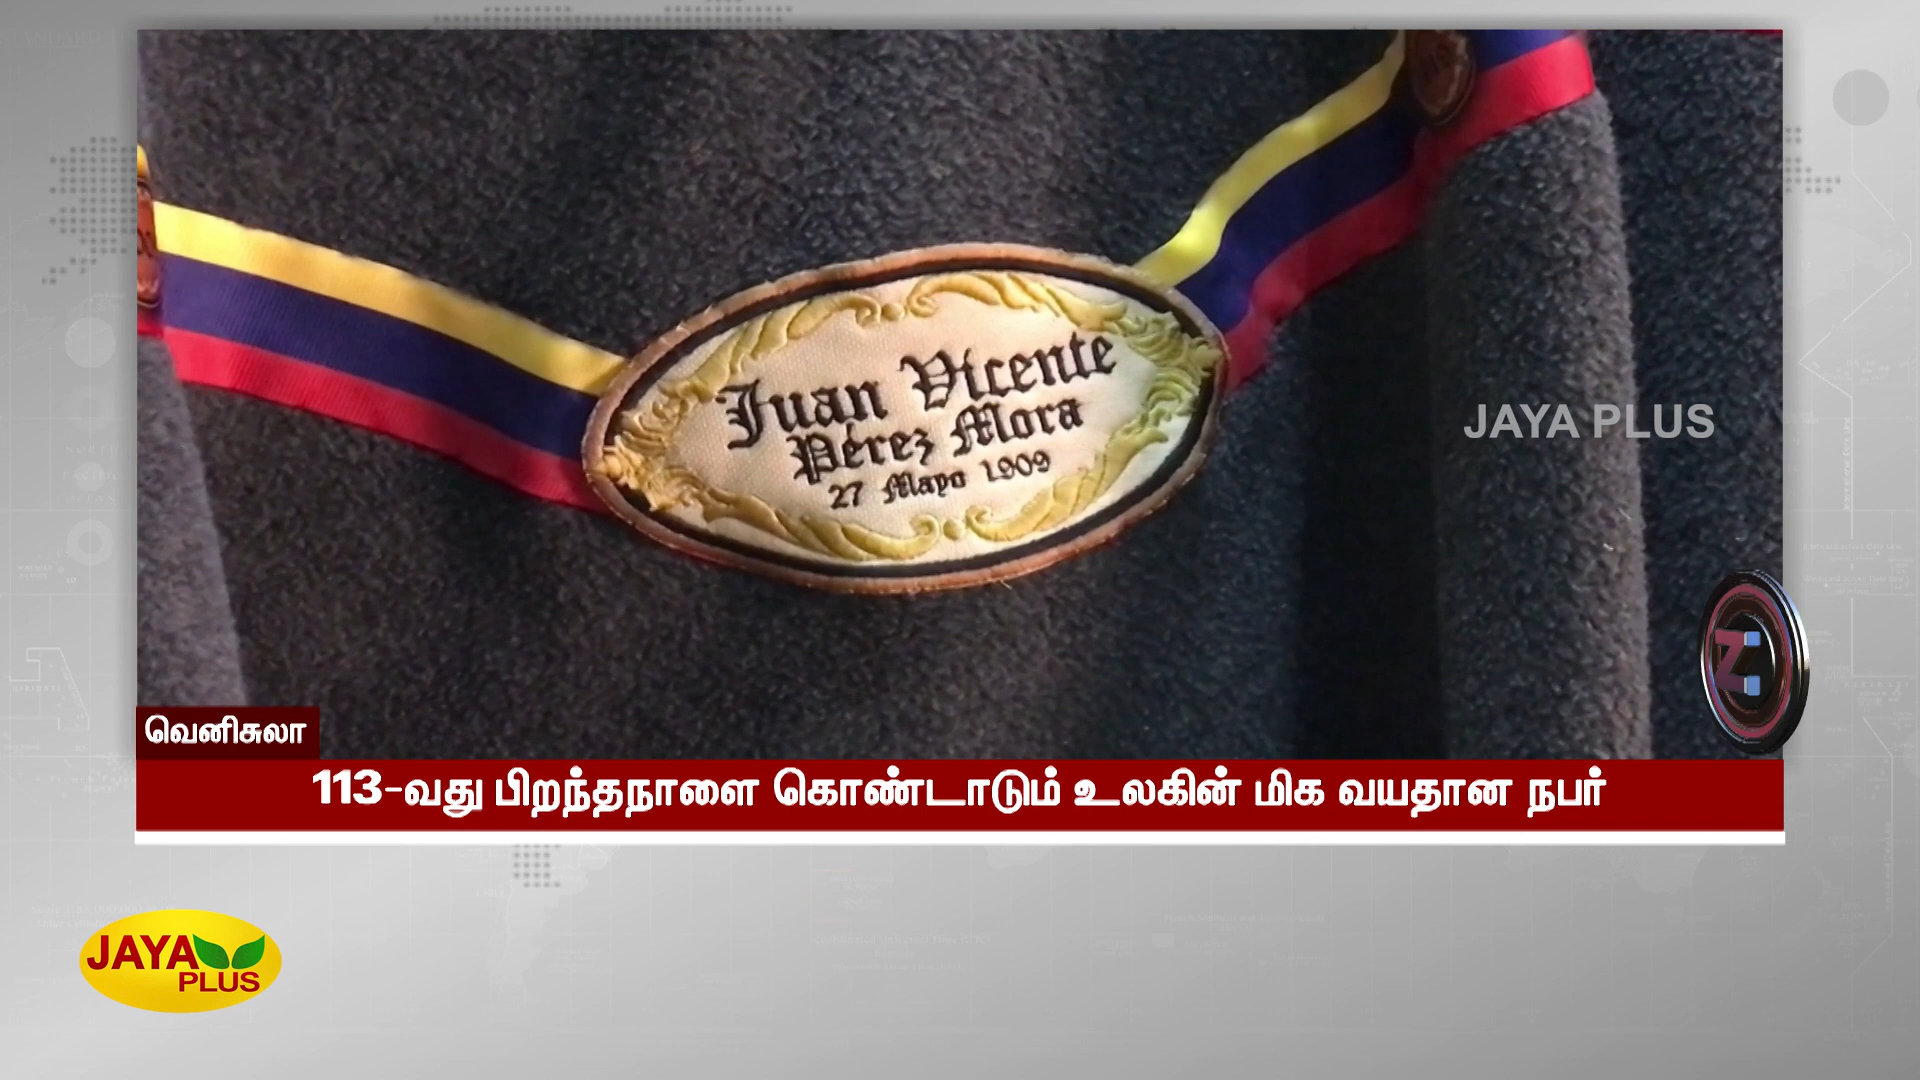 Juan Vicente
Pérez Mora
27 Mayo 1909
JAYA PLUS
வெனிசுலா
113-வது பிறந்தநாளை கொண்டாடும் உலகின் மிக வயதான நபர்
JAYA
PLUS